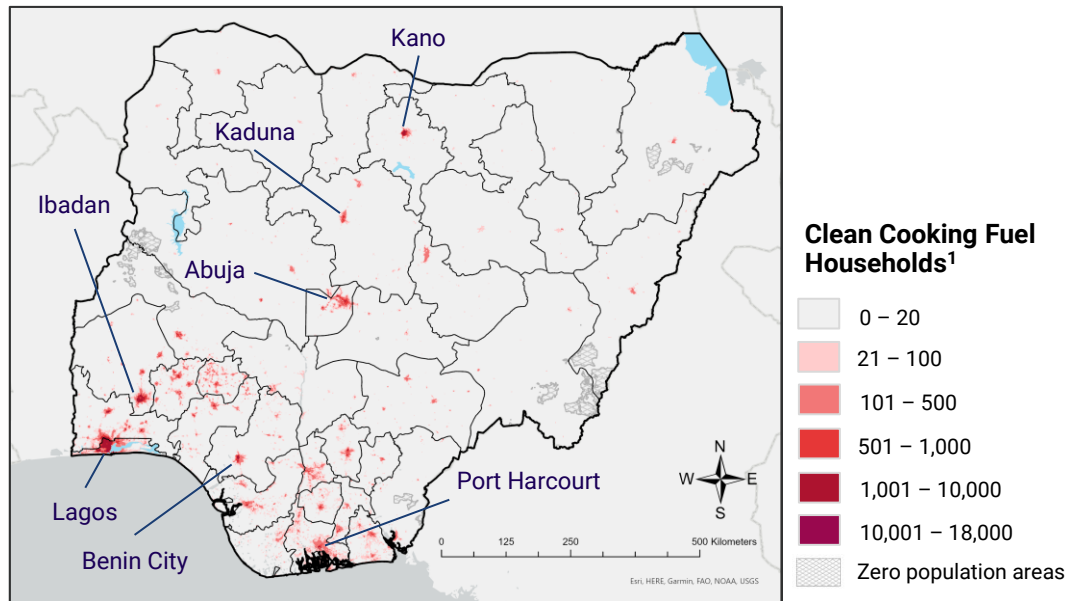 Kano
Kaduna
Ibadan
Abuja
Lagos
Benin City
Port Harcourt
N
W E
S
0 125 250 500 Kilometers
Esri, HERE, Garmin, FAO, NOAA, USGS
Clean Cooking Fuel
Households¹
0 – 20
21 – 100
101 – 500
501 – 1,000
1,001 – 10,000
10,001 – 18,000
Zero population areas